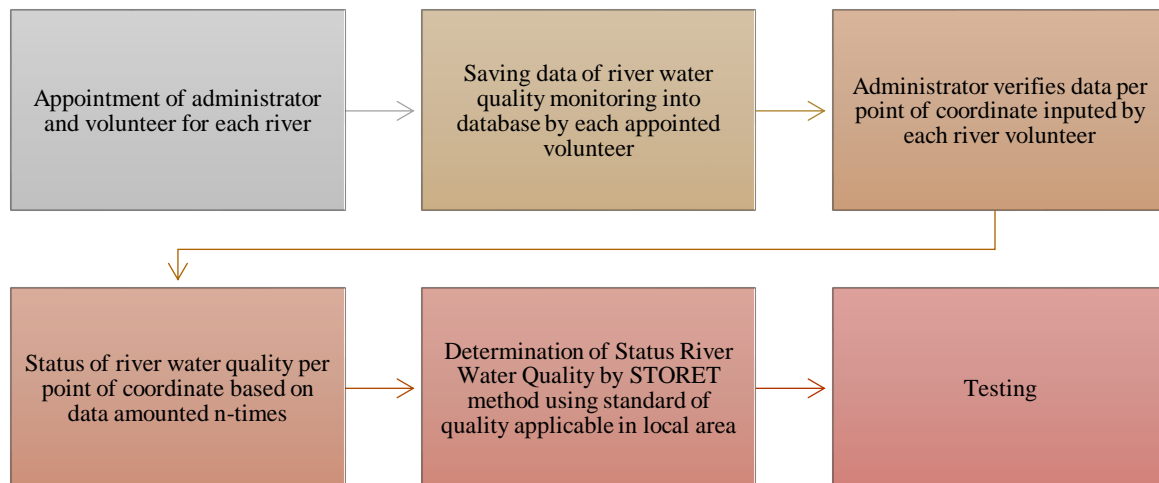 Appointment of administrator
and volunteer for each river
Saving data of river water
quality monitoring into
database by each appointed
volunteer
Administrator verifies data per
point of coordinate inputed by
each river volunteer
Status of river water quality per
point of coordinate based on
data amounted n-times
Determination of Status River
Water Quality by STORET
method using standard of
quality applicable in local area
Testing